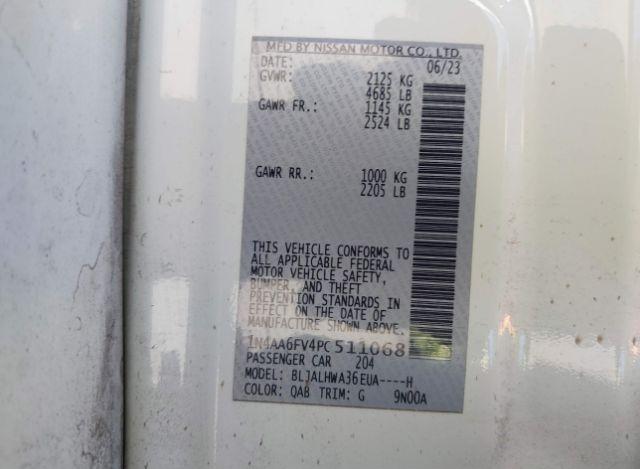 MFD BY NISSAN MOTOR CO., LTD.
DATE: 06/23
GVWR: 2125 KG
4685 LB
GAWR FR.: 1145 KG
2524 LB
GAWR RR.: 1000 KG
2205 LB
THIS VEHICLE CONFORMS TO
ALL APPLICABLE FEDERAL
MOTOR VEHICLE SAFETY,
BUMPER, AND THEFT
PREVENTION STANDARDS IN
EFFECT ON THE DATE OF
MANUFACTURE SHOWN ABOVE.
1N4AA6FV4PC511068
PASSENGER CAR 204
MODEL: BLJALHWA36EUA----H
COLOR: QAB TRIM: G 9N00A